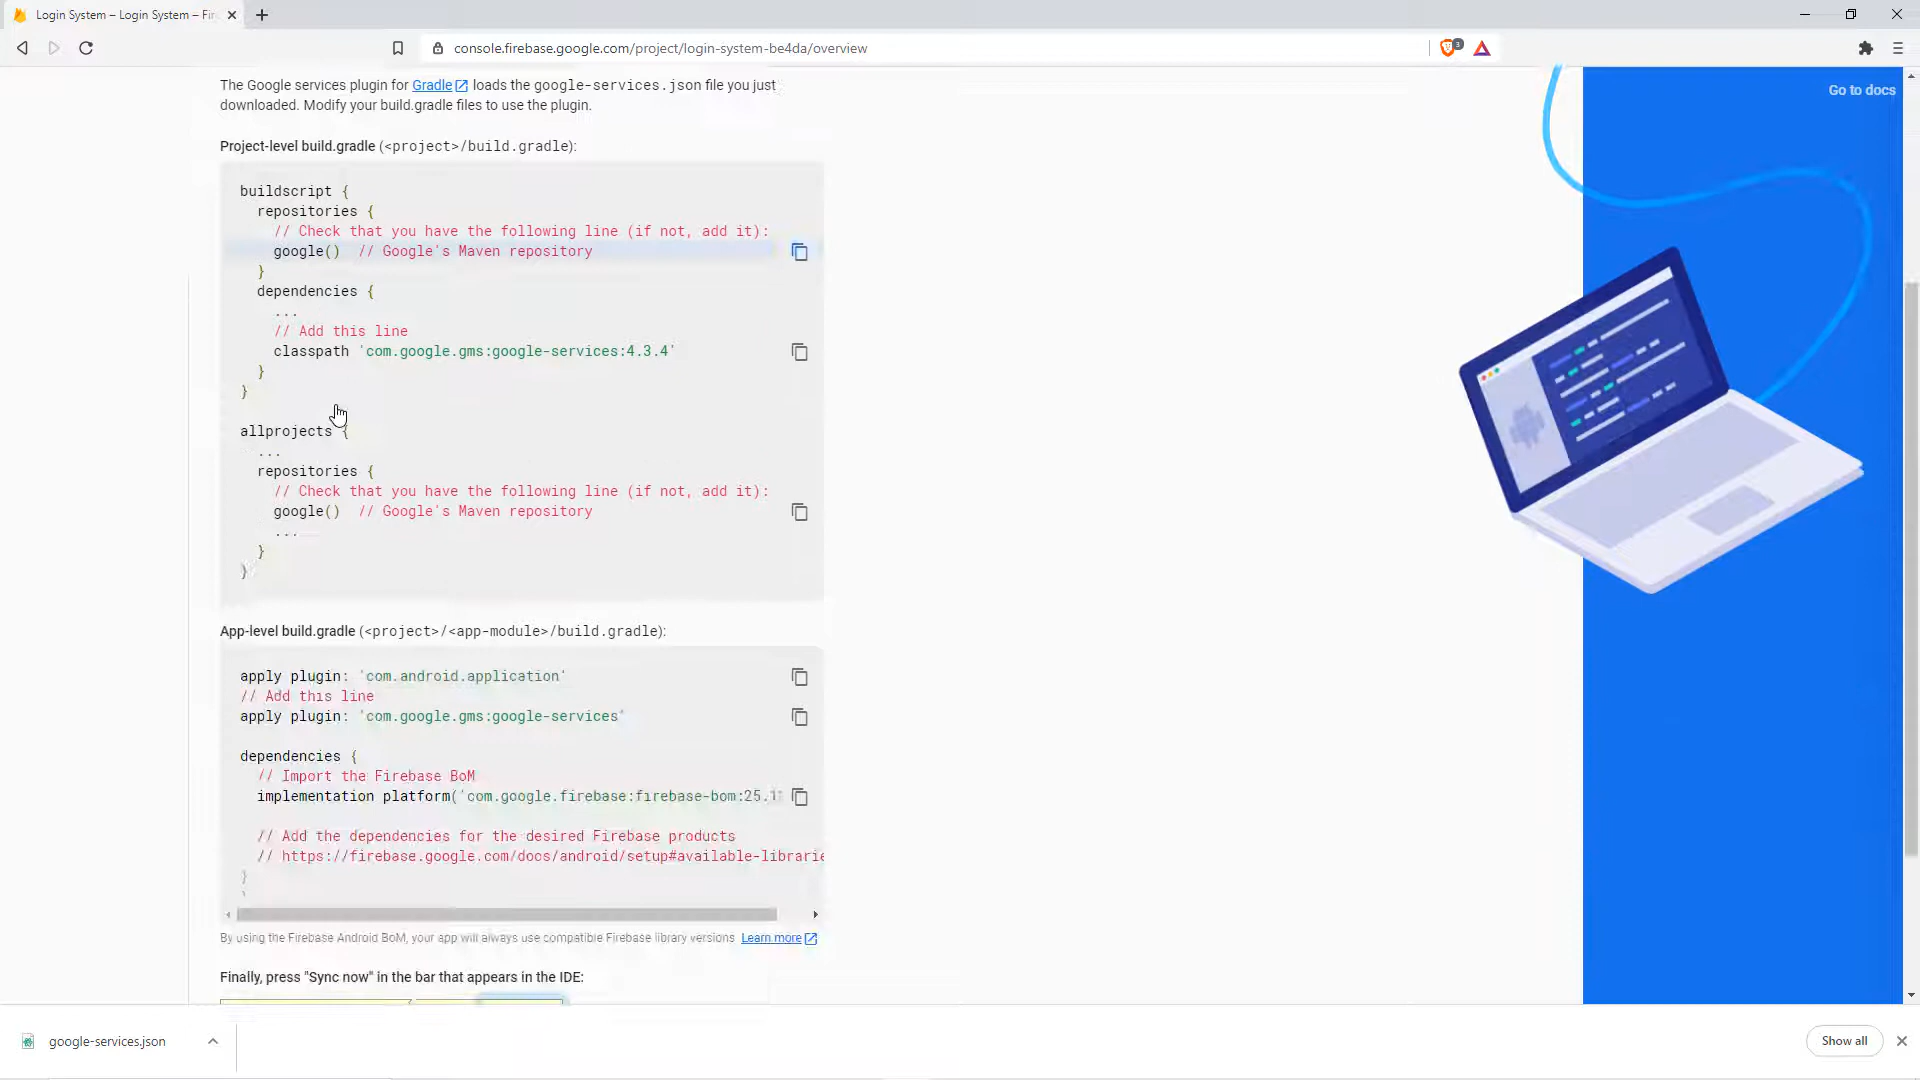 Login System – Login System – Fir
console.firebase.google.com/project/login-system-be4da/overview
3
Go to docs
The Google services plugin for Gradle loads the google-services.json file you just
downloaded. Modify your build.gradle files to use the plugin.
Project-level build.gradle (<project>/build.gradle):
buildscript {
repositories {
// Check that you have the following line (if not, add it):
google()  // Google's Maven repository
}
dependencies {
...
// Add this line
classpath 'com.google.gms:google-services:4.3.4'
}
}
allprojects {
...
repositories {
// Check that you have the following line (if not, add it):
google()  // Google's Maven repository
...
}
}
App-level build.gradle (<project>/<app-module>/build.gradle):
apply plugin: 'com.android.application'
// Add this line
apply plugin: 'com.google.gms:google-services'
dependencies {
// Import the Firebase BoM
implementation platform('com.google.firebase:firebase-bom:25.1
// Add the dependencies for the desired Firebase products
// https://firebase.google.com/docs/android/setup#available-librarie
}
By using the Firebase Android BoM, your app will always use compatible Firebase library versions Learn more
Finally, press "Sync now" in the bar that appears in the IDE:
google-services.json
Show all